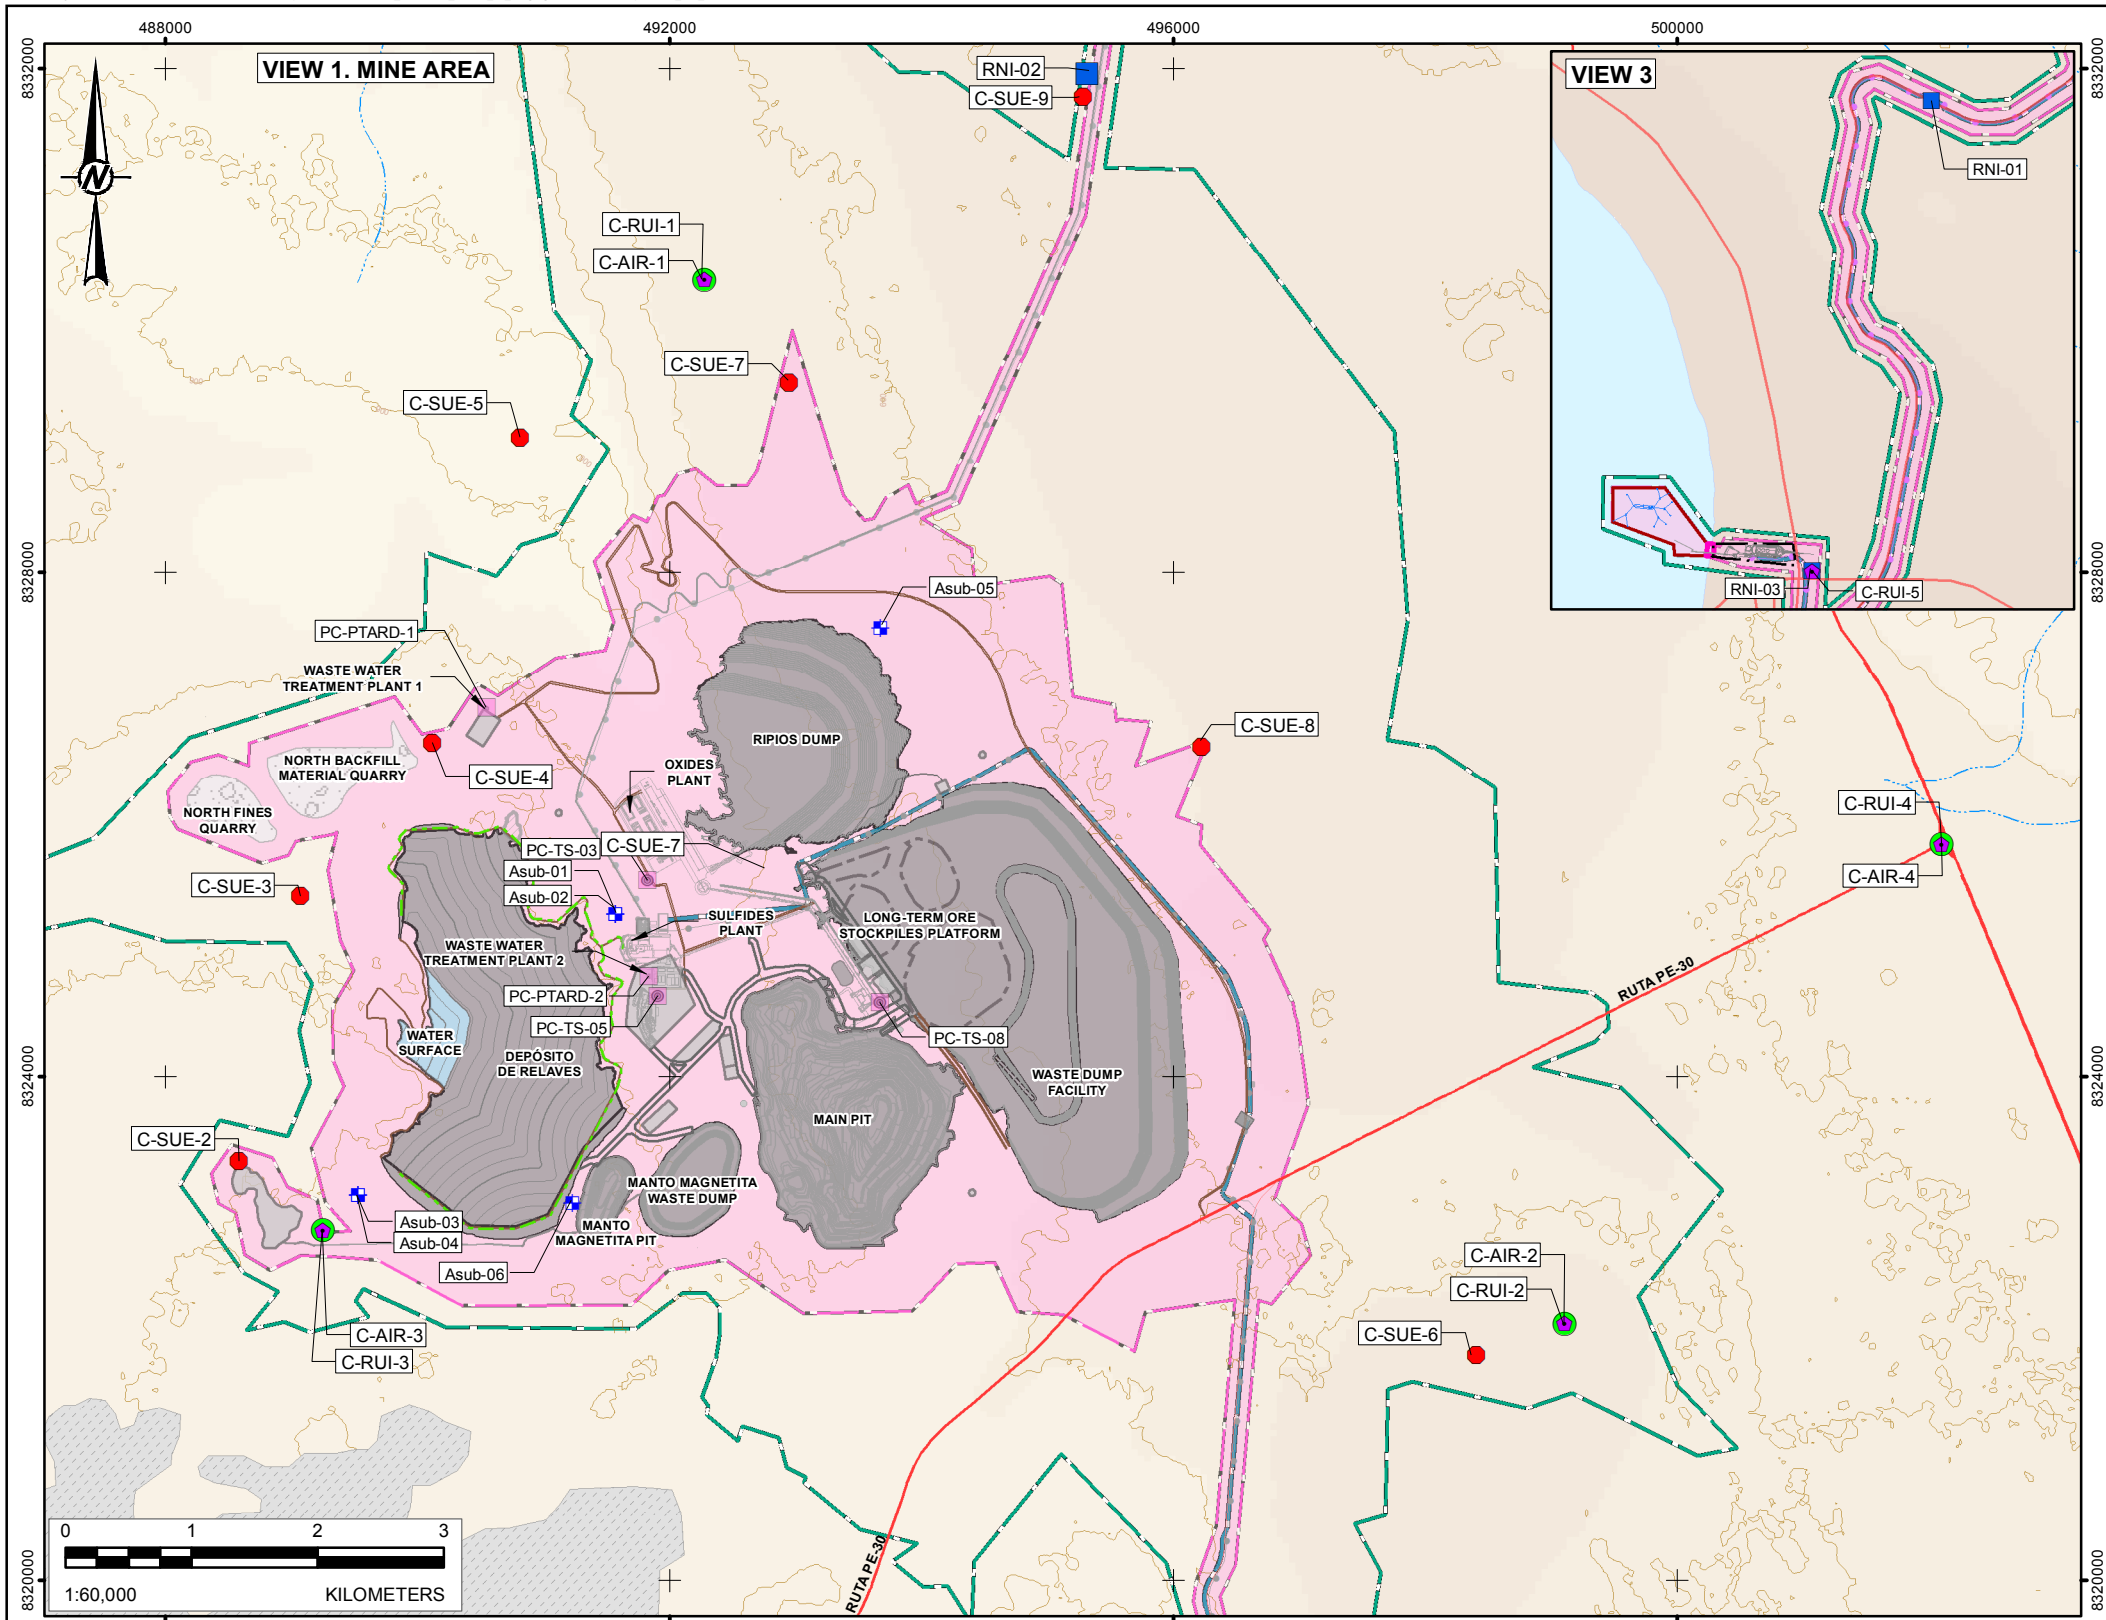 488000
492000
496000
500000
8332000
8332000
VIEW 1. MINE AREA
RNI-02
C-SUE-9
VIEW 3
RNI-01
N
C-RUI-1
C-AIR-1
C-SUE-7
C-SUE-5
8328000
8328000
RNI-03
C-RUI-5
Asub-05
PC-PTARD-1
WASTE WATER
TREATMENT PLANT 1
C-SUE-8
RIPIOS DUMP
NORTH BACKFILL
MATERIAL QUARRY
C-SUE-4
OXIDES
PLANT
NORTH FINES
QUARRY
C-RUI-4
C-AIR-4
PC-TS-03
C-SUE-7
Asub-01
Asub-02
C-SUE-3
SULFIDES
PLANT
LONG-TERM ORE
STOCKPILES PLATFORM
WASTE WATER
TREATMENT PLANT 2
RUTA PE-30
PC-PTARD-2
PC-TS-05
PC-TS-08
WATER
SURFACE
DEPÓSITO
DE RELAVES
WASTE DUMP
FACILITY
8324000
8324000
MAIN PIT
C-SUE-2
MANTO MAGNETITA
WASTE DUMP
Asub-03
Asub-04
MANTO
MAGNETITA PIT
Asub-06
C-AIR-2
C-RUI-2
C-AIR-3
C-RUI-3
C-SUE-6
0 1 2 3
1:60,000 KILOMETERS
RUTA PE-30
8320000
8320000